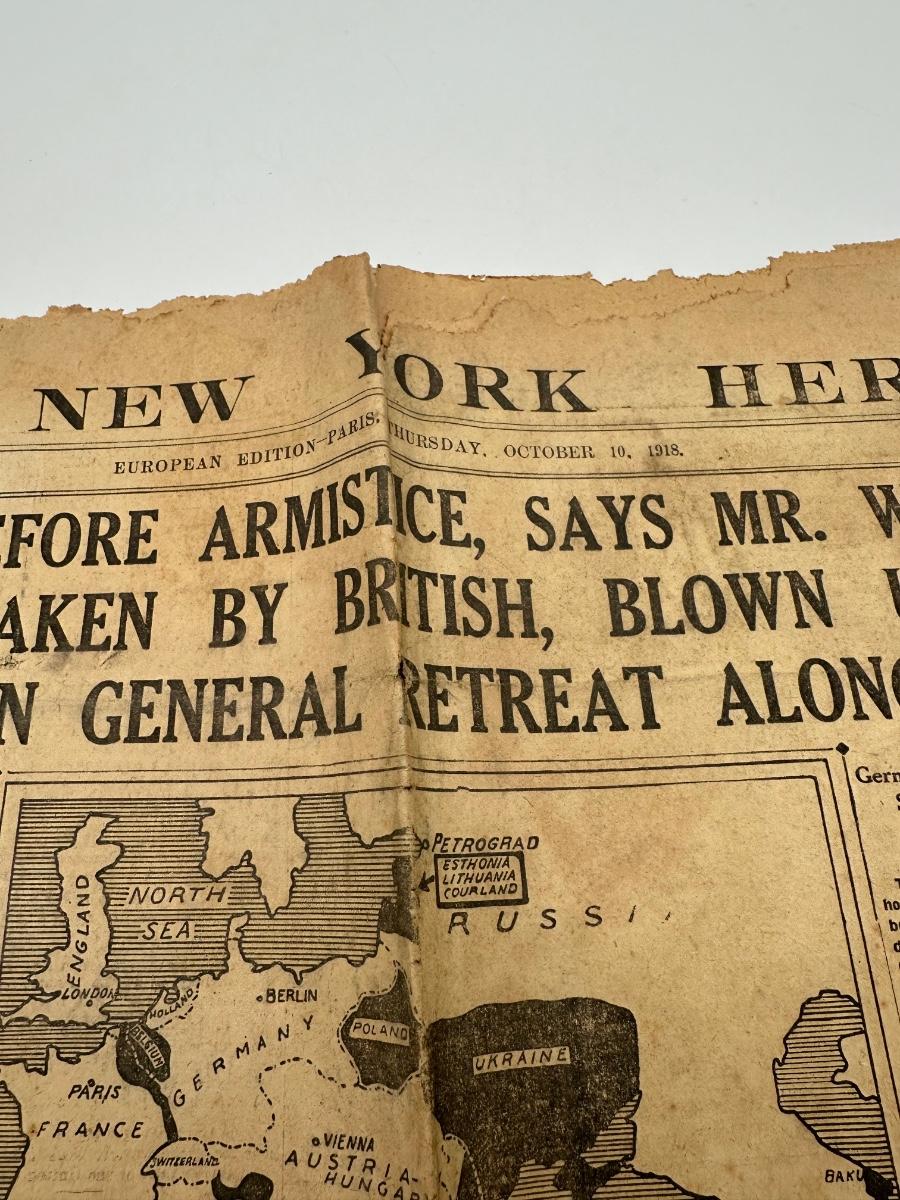 NEW YORK HER
EUROPEAN EDITION—PARIS. THURSDAY, OCTOBER 10, 1918.
EFORE ARMISTICE, SAYS MR. W
AKEN BY BRITISH, BLOWN
N GENERAL RETREAT ALONG
Gern
PETROGRAD
ESTHONIA
LITHUANIA
COURLAND
RUSSI
NORTH
SEA
ENGLAND
LONDON
HOLLAND
BERLIN
BELGIUM
GERMANY
POLAND
UKRAINE
PARIS
FRANCE
SWITZERLAND
VIENNA
AUSTRIA-
HUNGARY
BAKU